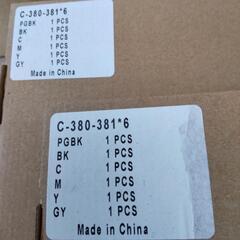 C-380-381*6
PGBK 1 PCS
BK 1 PCS
C 1 PCS
M 1 PCS
Y 1 PCS
GY 1 PCS
Made in China
C-380-381*6
PGBK 1 PCS
BK 1 PCS
C 1 PCS
M 1 PCS
Y 1 PCS
GY 1 PCS
Made in China